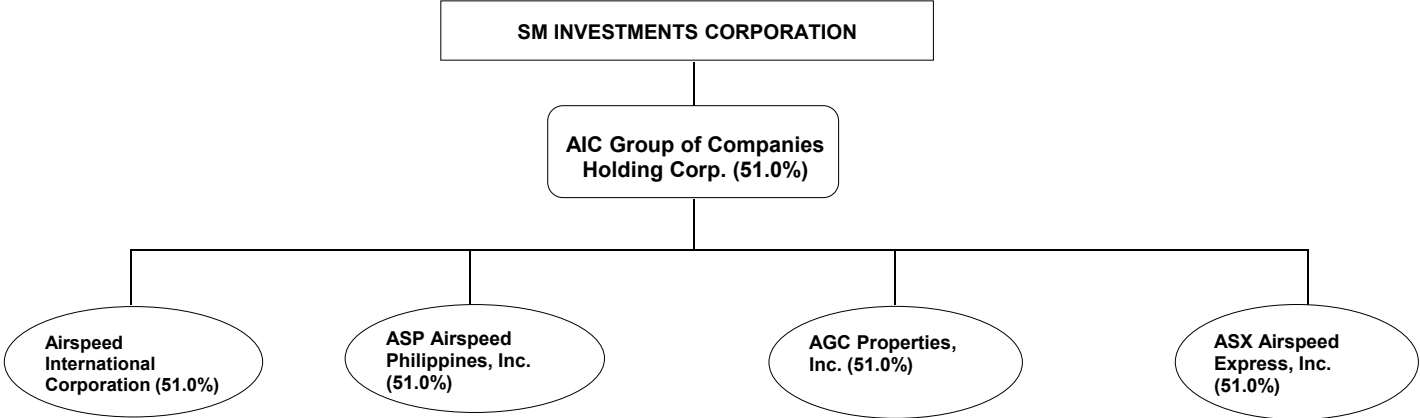 SM INVESTMENTS CORPORATION
AIC Group of Companies
Holding Corp. (51.0%)
Airspeed
International
Corporation (51.0%)
ASP Airspeed
Philippines, Inc.
(51.0%)
AGC Properties,
Inc. (51.0%)
ASX Airspeed
Express, Inc.
(51.0%)